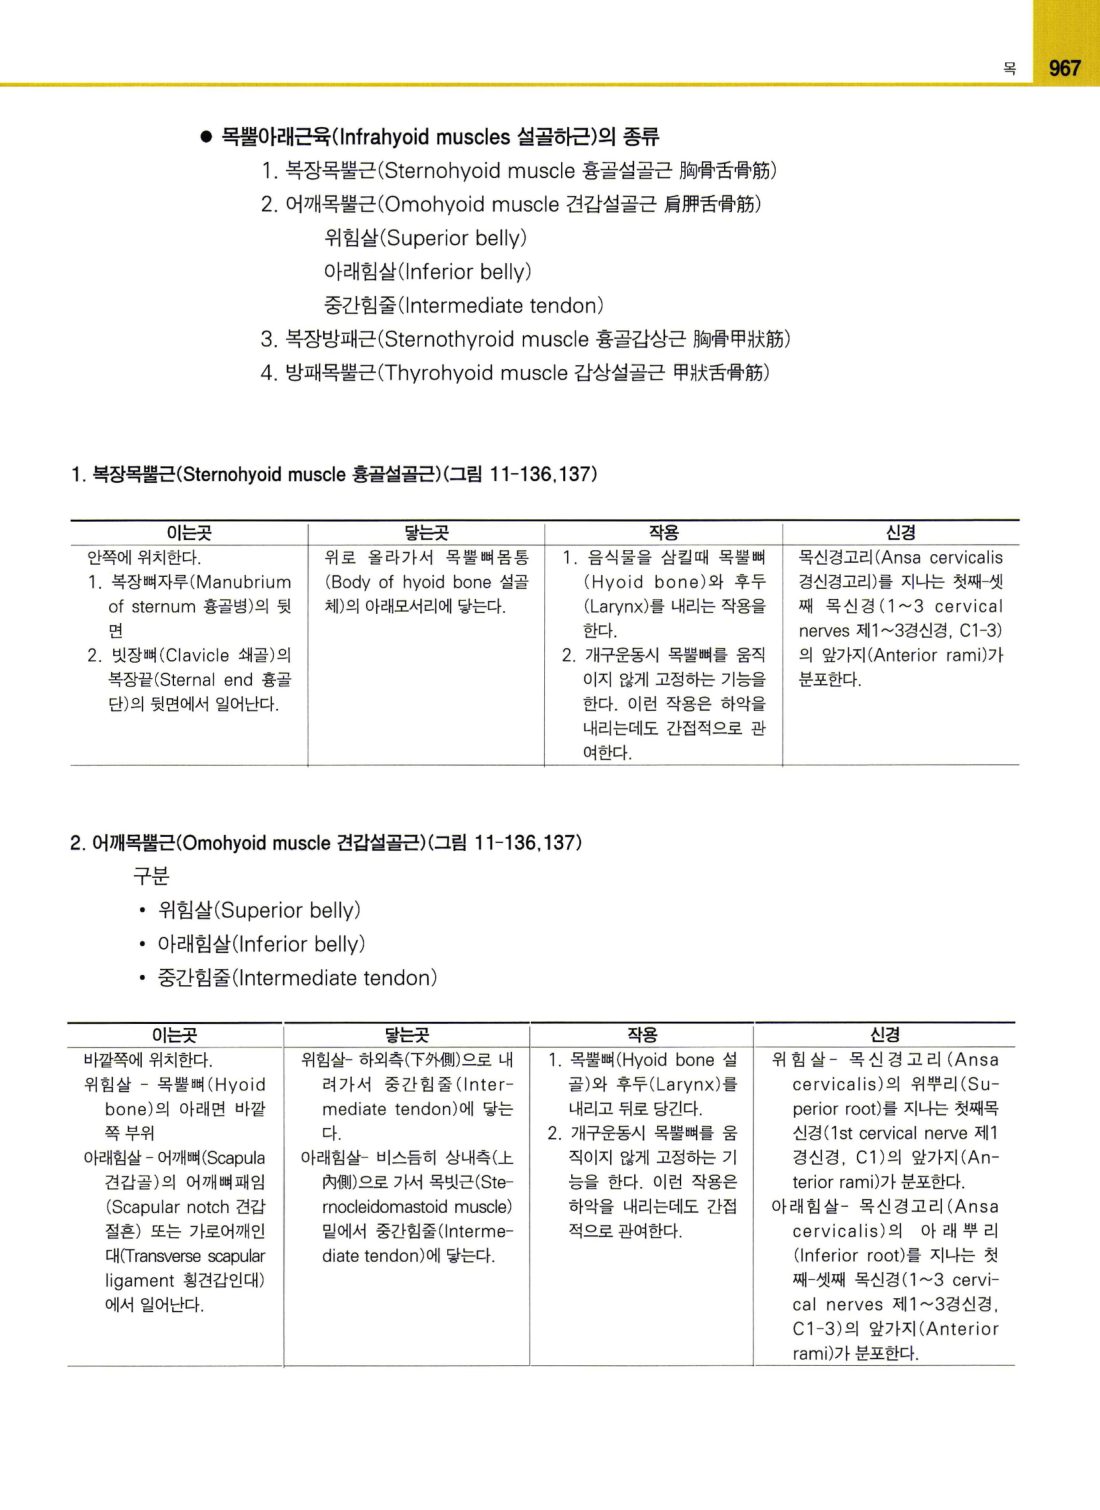 목 967
● 목뿔아래근육(Infrahyoid muscles 설골하근)의 종류
1. 복장목뿔근(Sternohyoid muscle 흉골설골근 胸骨舌骨筋)
2. 어깨목뿔근(Omohyoid muscle 견갑설골근 肩胛舌骨筋)
위힘살(Superior belly)
아래힘살(Inferior belly)
중간힘줄(Intermediate tendon)
3. 복장방패근(Sternothyroid muscle 흉골갑상근 胸骨甲狀筋)
4. 방패목뿔근(Thyrohyoid muscle 갑상설골근 甲狀舌骨筋)
1. 복장목뿔근(Sternohyoid muscle 흉골설골근)(그림 11-136,137)
이는곳
안쪽에 위치한다.
1. 복장뼈자루(Manubrium
of sternum 흉골병)의 뒷
면
2. 빗장뼈(Clavicle 쇄골)의
복장끝(Sternal end 흉골
단)의 뒷면에서 일어난다.
닿는곳
위로 올라가서 목뿔뼈몸통
(Body of hyoid bone 설골
체)의 아래모서리에 닿는다.
작용
1. 음식물을 삼킬때 목뿔뼈
(Hyoid bone)와 후두
(Larynx)를 내리는 작용을
한다.
2. 개구운동시 목뿔뼈를 움직
이지 않게 고정하는 기능을
한다. 이런 작용은 하악을
내리는데도 간접적으로 관
여한다.
신경
목신경고리(Ansa cervicalis
경신경고리)를 지나는 첫째-셋
째 목신경(1~3 cervical
nerves 제1~3경신경, C1-3)
의 앞가지(Anterior rami)가
분포한다.
2. 어깨목뿔근(Omohyoid muscle 견갑설골근)(그림 11-136,137)
구분
• 위힘살(Superior belly)
• 아래힘살(Inferior belly)
• 중간힘줄(Intermediate tendon)
이는곳
바깥쪽에 위치한다.
위힘살 - 목뿔뼈(Hyoid
bone)의 아래면 바깥
쪽 부위
아래힘살 - 어깨뼈(Scapula
견갑골)의 어깨뼈패임
(Scapular notch 견갑
절흔) 또는 가로어깨인
대(Transverse scapular
ligament 횡견갑인대)
에서 일어난다.
닿는곳
위힘살- 하외측(下外側)으로 내
려가서 중간힘줄(Inter-
mediate tendon)에 닿는
다.
아래힘살- 비스듬히 상내측(上
內側)으로 가서 목빗근(Ste-
rnocleidomastoid muscle)
밑에서 중간힘줄(Interme-
diate tendon)에 닿는다.
작용
1. 목뿔뼈(Hyoid bone 설
골)와 후두(Larynx)를
내리고 뒤로 당긴다.
2. 개구운동시 목뿔뼈를 움
직이지 않게 고정하는 기
능을 한다. 이런 작용은
하악을 내리는데도 간접
적으로 관여한다.
신경
위힘살- 목신경고리(Ansa
cervicalis)의 위뿌리(Su-
perior root)를 지나는 첫째목
신경(1st cervical nerve 제1
경신경, C1)의 앞가지(An-
terior rami)가 분포한다.
아래힘살- 목신경고리(Ansa
cervicalis)의 아래뿌리
(Inferior root)를 지나는 첫
째-셋째 목신경(1~3 cervi-
cal nerves 제1~3경신경,
C1-3)의 앞가지(Anterior
rami)가 분포한다.